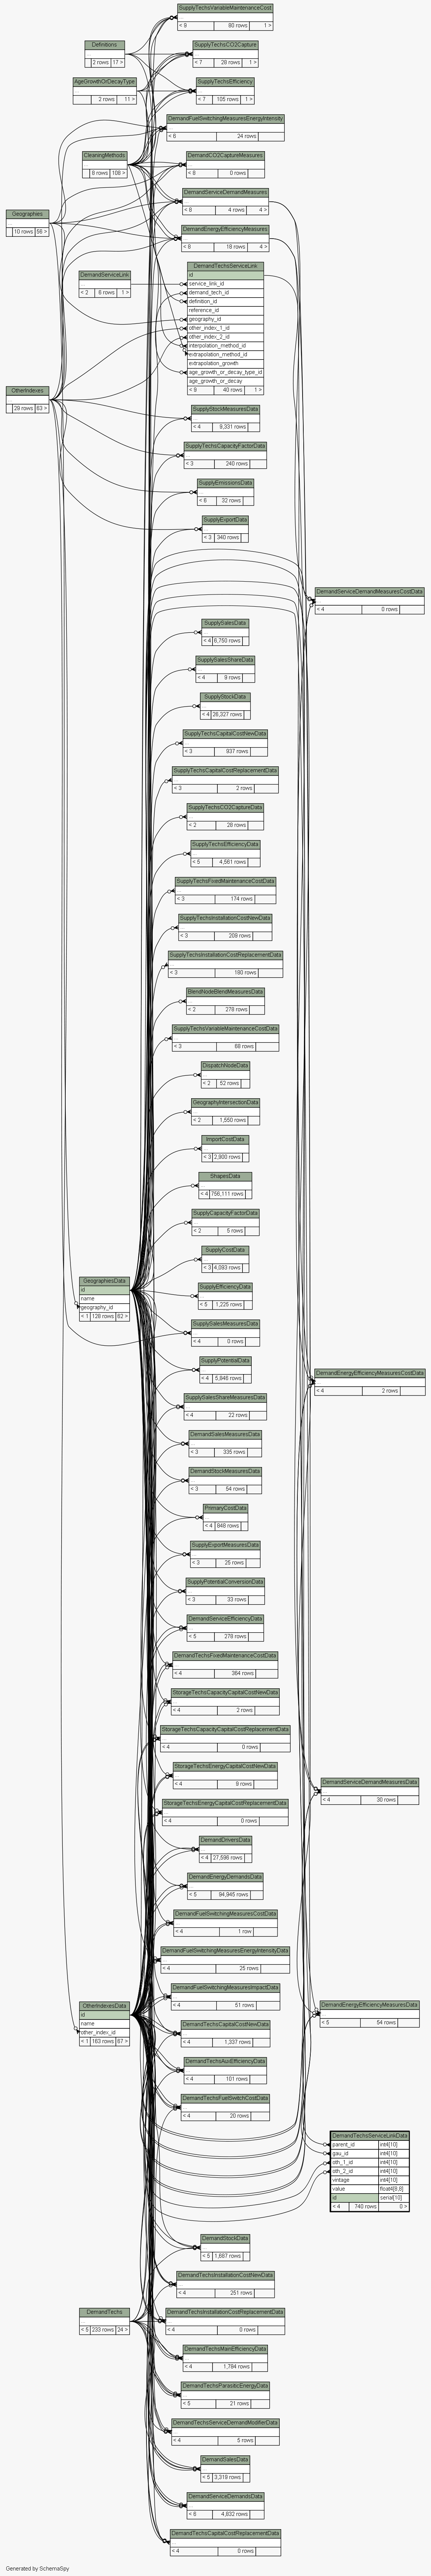 SupplyTechsVariableMaintenanceCost
...
< 9 80 rows 1 >
Definitions
...
2 rows 17 >
SupplyTechsCO2Capture
...
< 7 28 rows 1 >
AgeGrowthOrDecayType
...
2 rows 11 >
SupplyTechsEfficiency
...
< 7 105 rows 1 >
DemandFuelSwitchingMeasuresEnergyIntensity
...
< 6 24 rows
CleaningMethods
...
8 rows 108 >
DemandCO2CaptureMeasures
...
< 8 0 rows
DemandServiceDemandMeasures
...
< 8 4 rows 4 >
Geographies
...
10 rows 56 >
DemandEnergyEfficiencyMeasures
...
< 8 18 rows 4 >
DemandServiceLink
...
< 2 8 rows 1 >
DemandTechsServiceLink
id
service_link_id
demand_tech_id
definition_id
reference_id
geography_id
other_index_1_id
other_index_2_id
interpolation_method_id
extrapolation_method_id
extrapolation_growth
age_growth_or_decay_type_id
age_growth_or_decay
< 9 40 rows 1 >
OtherIndexes
...
29 rows 63 >
SupplyStockMeasuresData
...
< 4 9,331 rows
SupplyTechsCapacityFactorData
...
< 3 240 rows
SupplyEmissionsData
...
< 6 32 rows
SupplyExportData
...
< 3 340 rows
DemandServiceDemandMeasuresCostData
...
< 4 0 rows
SupplySalesData
...
< 4 6,750 rows
SupplySalesShareData
...
< 4 9 rows
SupplyStockData
...
< 4 26,327 rows
SupplyTechsCapitalCostNewData
...
< 3 937 rows
SupplyTechsCapitalCostReplacementData
...
< 3 2 rows
SupplyTechsCO2CaptureData
...
< 2 28 rows
SupplyTechsEfficiencyData
...
< 5 4,561 rows
SupplyTechsFixedMaintenanceCostData
...
< 3 174 rows
SupplyTechsInstallationCostNewData
...
< 3 209 rows
SupplyTechsInstallationCostReplacementData
...
< 3 180 rows
BlendNodeBlendMeasuresData
...
< 2 278 rows
SupplyTechsVariableMaintenanceCostData
...
< 3 88 rows
DispatchNodeData
...
< 2 52 rows
GeographyIntersectionData
...
< 2 1,550 rows
ImportCostData
...
< 3 2,900 rows
ShapesData
...
< 4 756,111 rows
SupplyCapacityFactorData
...
< 2 5 rows
SupplyCostData
...
< 3 4,093 rows
GeographiesData
id
name
geography_id
< 1 128 rows 62 >
SupplyEfficiencyData
...
< 5 1,225 rows
SupplySalesMeasuresData
...
< 4 0 rows
SupplyPotentialData
...
< 4 5,846 rows
DemandEnergyEfficiencyMeasuresCostData
...
< 4 2 rows
SupplySalesShareMeasuresData
...
< 4 22 rows
DemandSalesMeasuresData
...
< 3 335 rows
DemandStockMeasuresData
...
< 3 54 rows
PrimaryCostData
...
< 4 848 rows
SupplyExportMeasuresData
...
< 3 25 rows
SupplyPotentialConversionData
...
< 3 33 rows
DemandServiceEfficiencyData
...
< 5 279 rows
DemandTechsFixedMaintenanceCostData
...
< 4 364 rows
StorageTechsCapacityCapitalCostNewData
...
< 4 2 rows
StorageTechsCapacityCapitalCostReplacementData
...
< 4 0 rows
StorageTechsEnergyCapitalCostNewData
...
< 4 9 rows
DemandServiceDemandMeasuresData
...
< 4 30 rows
StorageTechsEnergyCapitalCostReplacementData
...
< 4 0 rows
DemandDriversData
...
< 4 27,596 rows
DemandEnergyDemandsData
...
< 5 94,945 rows
DemandFuelSwitchingMeasuresCostData
...
< 4 1 row
DemandFuelSwitchingMeasuresEnergyIntensityData
...
< 4 25 rows
DemandFuelSwitchingMeasuresImpactData
...
< 4 51 rows
OtherIndexesData
id
name
other_index_id
< 1 163 rows 67 >
DemandEnergyEfficiencyMeasuresData
...
< 5 54 rows
DemandTechsCapitalCostNewData
...
< 4 1,337 rows
DemandTechsAuxEfficiencyData
...
< 4 101 rows
DemandTechsFuelSwitchCostData
...
< 4 20 rows
DemandTechsServiceLinkData
parent_id int4[10]
gau_id int4[10]
oth_1_id int4[10]
oth_2_id int4[10]
vintage int4[10]
value float4[8,8]
id serial[10]
< 4 740 rows 0 >
DemandStockData
...
< 5 1,667 rows
DemandTechsInstallationCostNewData
...
< 4 251 rows
DemandTechs
...
< 5 233 rows 24 >
DemandTechsInstallationCostReplacementData
...
< 4 0 rows
DemandTechsMainEfficiencyData
...
< 4 1,784 rows
DemandTechsParasiticEnergyData
...
< 5 21 rows
DemandTechsServiceDemandModifierData
...
< 4 5 rows
DemandSalesData
...
< 5 3,319 rows
DemandServiceDemandsData
...
< 6 4,832 rows
DemandTechsCapitalCostReplacementData
...
< 4 0 rows
Generated by SchemaSpy